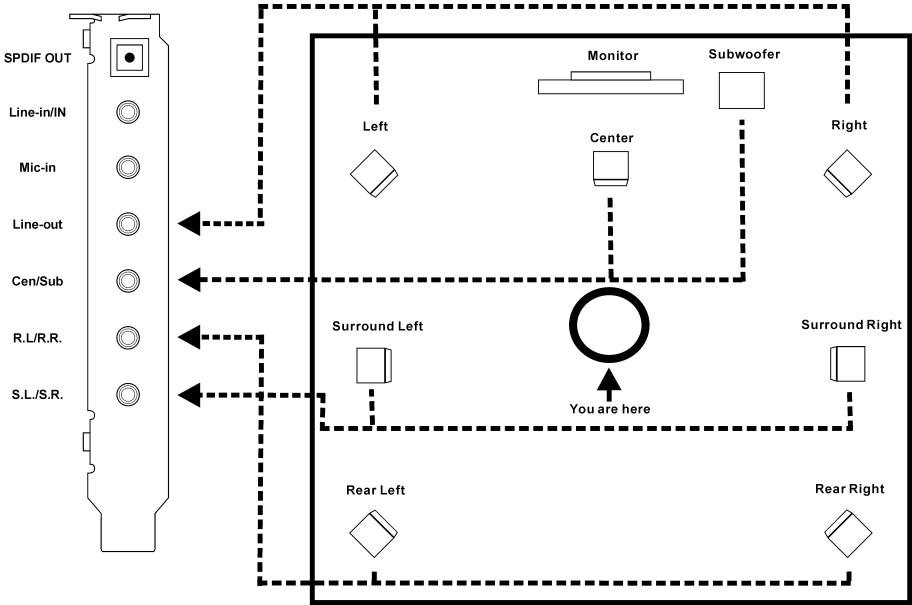 SPDIF OUT
Line-in/IN
Mic-in
Line-out
Cen/Sub
R.L/R.R.
S.L./S.R.
Monitor
Subwoofer
Left
Center
Right
Surround Left
Surround Right
You are here
Rear Left
Rear Right